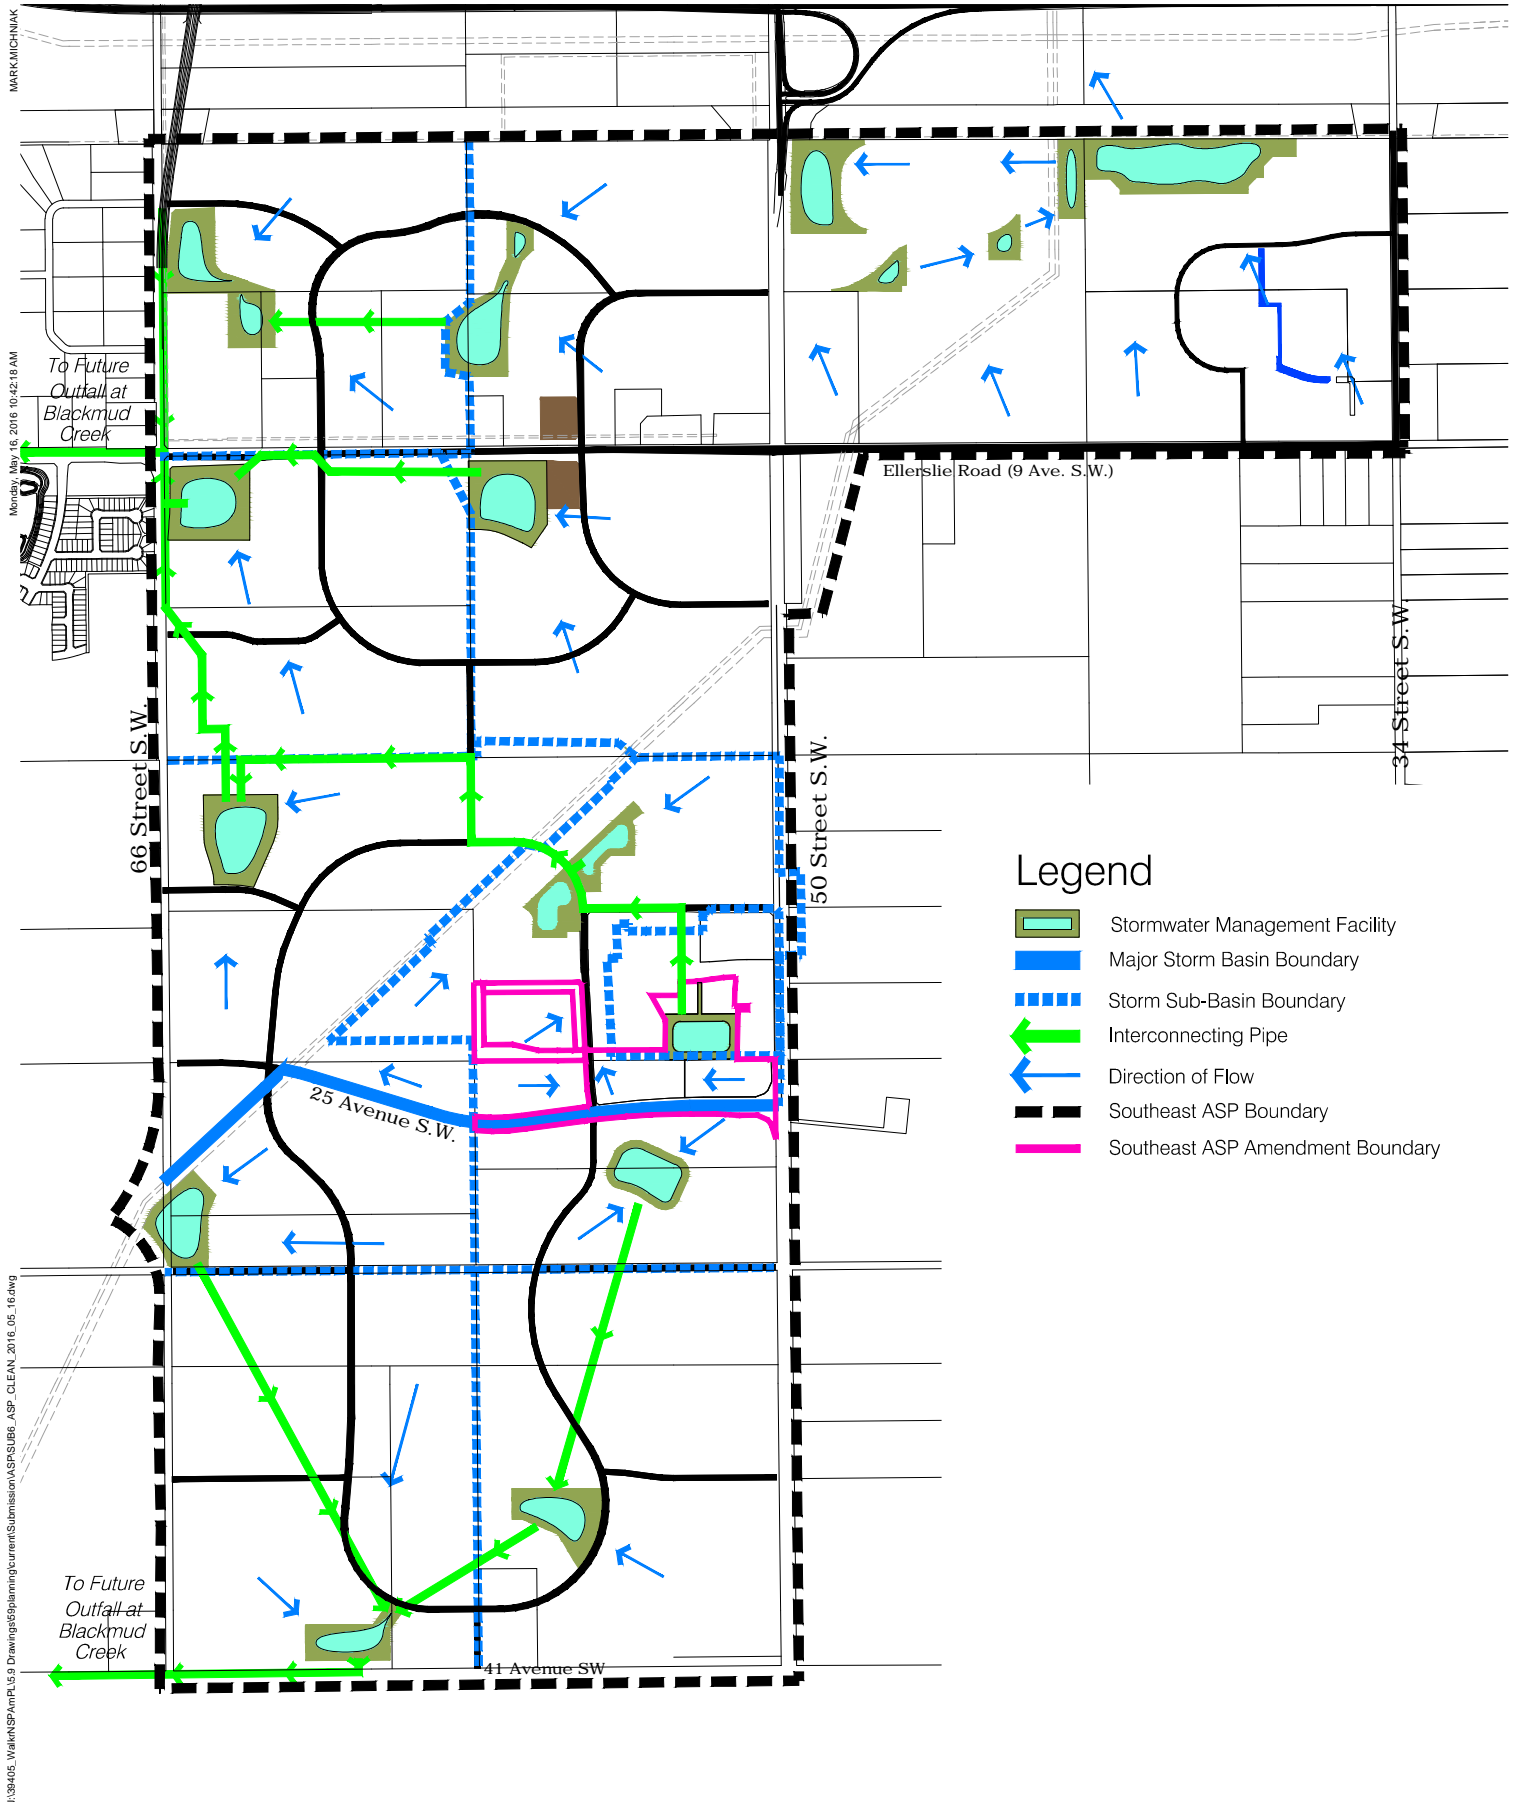 MARK.MICHNIAK
Monday, May 16, 2016 10:42:18 AM
To Future
Outfall at
Blackmud
Creek
Ellerslie Road (9 Ave. S.W.)
66 Street S.W.
50 Street S.W.
34 Street S.W.
Legend
Stormwater Management Facility
Major Storm Basin Boundary
Storm Sub-Basin Boundary
Interconnecting Pipe
Direction of Flow
Southeast ASP Boundary
Southeast ASP Amendment Boundary
25 Avenue S.W.
To Future
Outfall at
Blackmud
Creek
41 Avenue SW